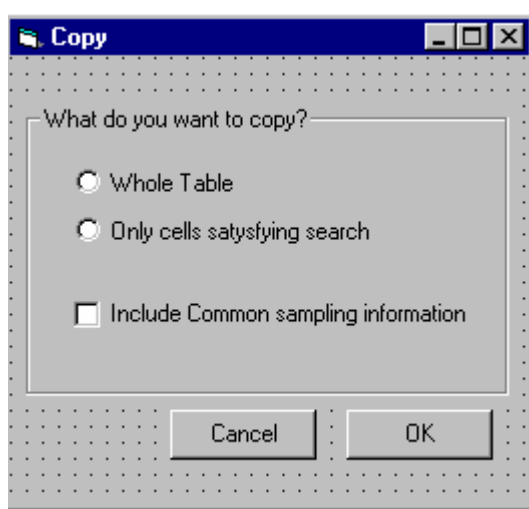 Copy
What do you want to copy?
Whole Table
Only cells satysfying search
Include Common sampling information
Cancel
OK